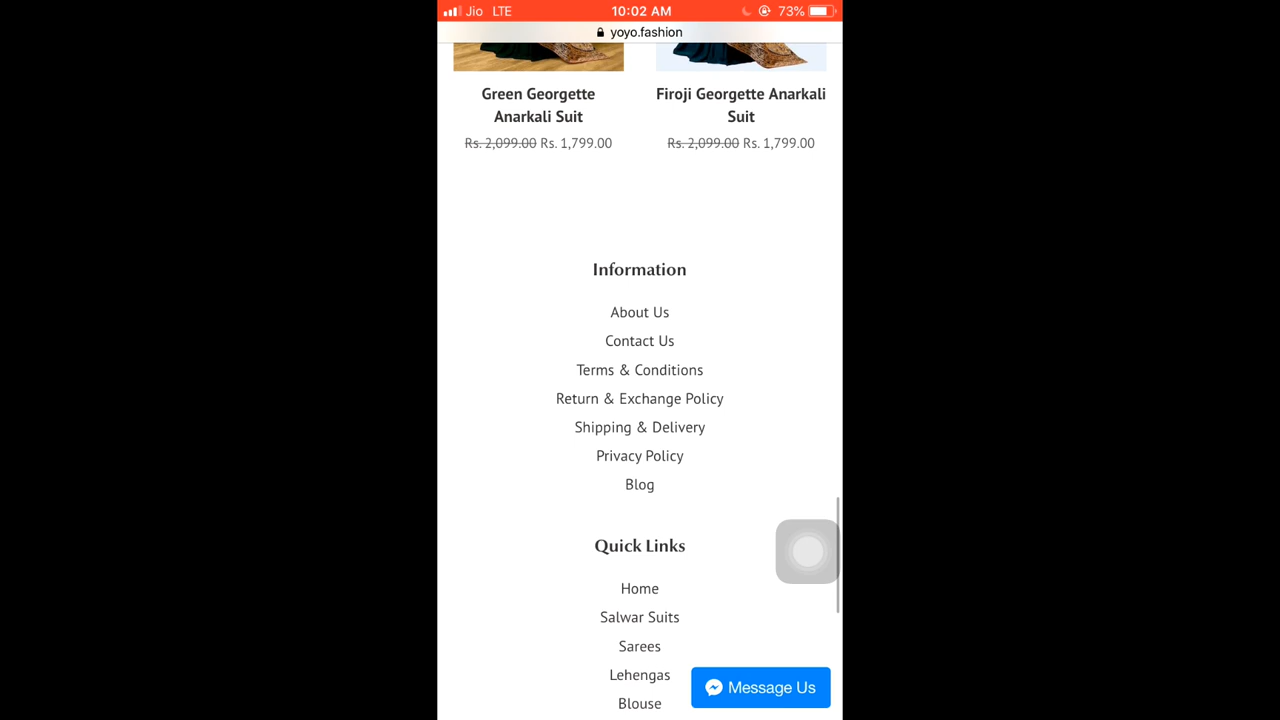 Jio LTE 10:02 AM 73%
yoyo.fashion
Green Georgette
Anarkali Suit
Rs. 2,099.00 Rs. 1,799.00
Firoji Georgette Anarkali
Suit
Rs. 2,099.00 Rs. 1,799.00
Information
About Us
Contact Us
Terms & Conditions
Return & Exchange Policy
Shipping & Delivery
Privacy Policy
Blog
Quick Links
Home
Salwar Suits
Sarees
Lehengas
Blouse
Message Us